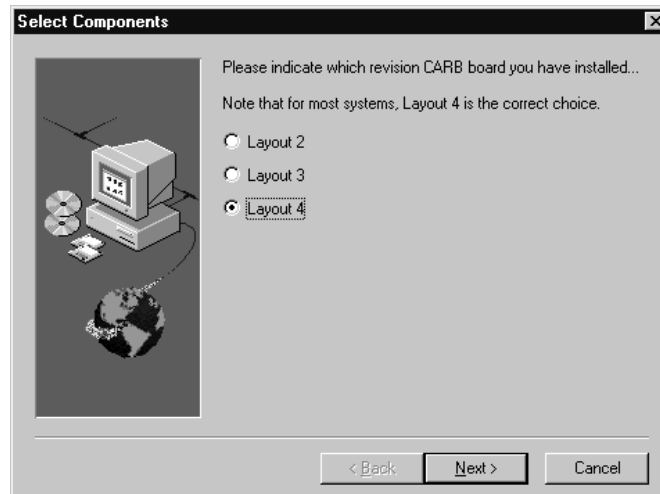 Select Components
Please indicate which revision CARB board you have installed...
Note that for most systems, Layout 4 is the correct choice.
Layout 2
Layout 3
Layout 4
< Back
Next >
Cancel